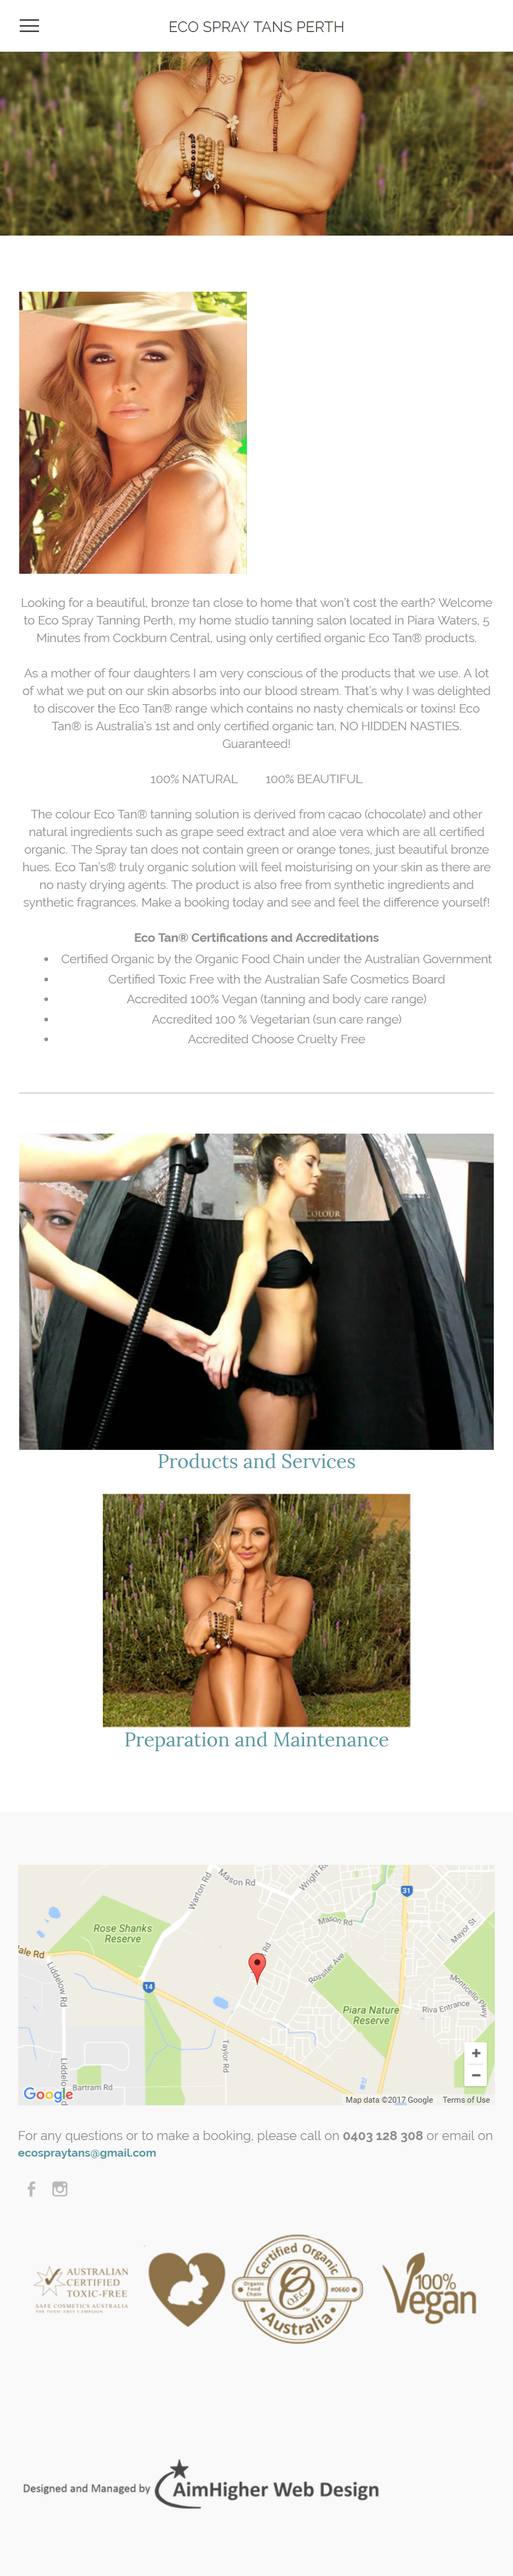 ECO SPRAY TANS PERTH
Looking for a beautiful, bronze tan close to home that won't cost the earth? Welcome
to Eco Spray Tanning Perth, my home studio tanning salon located in Piara Waters, 5
Minutes from Cockburn Central, using only certified organic Eco Tan® products.
As a mother of four daughters I am very conscious of the products that we use. A lot
of what we put on our skin absorbs into our blood stream. That's why I was delighted
to discover the Eco Tan® range which contains no nasty chemicals or toxins! Eco
Tan® is Australia's 1st and only certified organic tan, NO HIDDEN NASTIES.
Guaranteed!
100% NATURAL 100% BEAUTIFUL
The colour Eco Tan® tanning solution is derived from cacao (chocolate) and other
natural ingredients such as grape seed extract and aloe vera which are all certified
organic. The Spray tan does not contain green or orange tones, just beautiful bronze
hues. Eco Tan's® truly organic solution will feel moisturising on your skin as there are
no nasty drying agents. The product is also free from synthetic ingredients and
synthetic fragrances. Make a booking today and see and feel the difference yourself!
Eco Tan® Certifications and Accreditations
• Certified Organic by the Organic Food Chain under the Australian Government
• Certified Toxic Free with the Australian Safe Cosmetics Board
• Accredited 100% Vegan (tanning and body care range)
• Accredited 100 % Vegetarian (sun care range)
• Accredited Choose Cruelty Free
COLOUR
Products and Services
Preparation and Maintenance
Warton Rd
Mason Rd
Wright Rd
31
Rose Shanks
Reserve
Mason Rd
Mayor St
ale Rd
Rd
Liddelow Rd
14
Rossiter Ave
Monticello Pkwy
Piara Nature
Reserve
Riva Entrance
Taylor Rd
Liddelo
d
Bartram Rd
+
−
Google
Map data ©2017 Google Terms of Use
For any questions or to make a booking, please call on 0403 128 308 or email on
ecospraytans@gmail.com
AUSTRALIAN
CERTIFIED
TOXIC-FREE
SAFE COSMETICS AUSTRALIA
THE TOXIC-FREE CAMPAIGN
Certified Organic
Organic
Food
Chain
O.F.C.
#0660
Australia
100%
Vegan
Designed and Managed by AimHigher Web Design